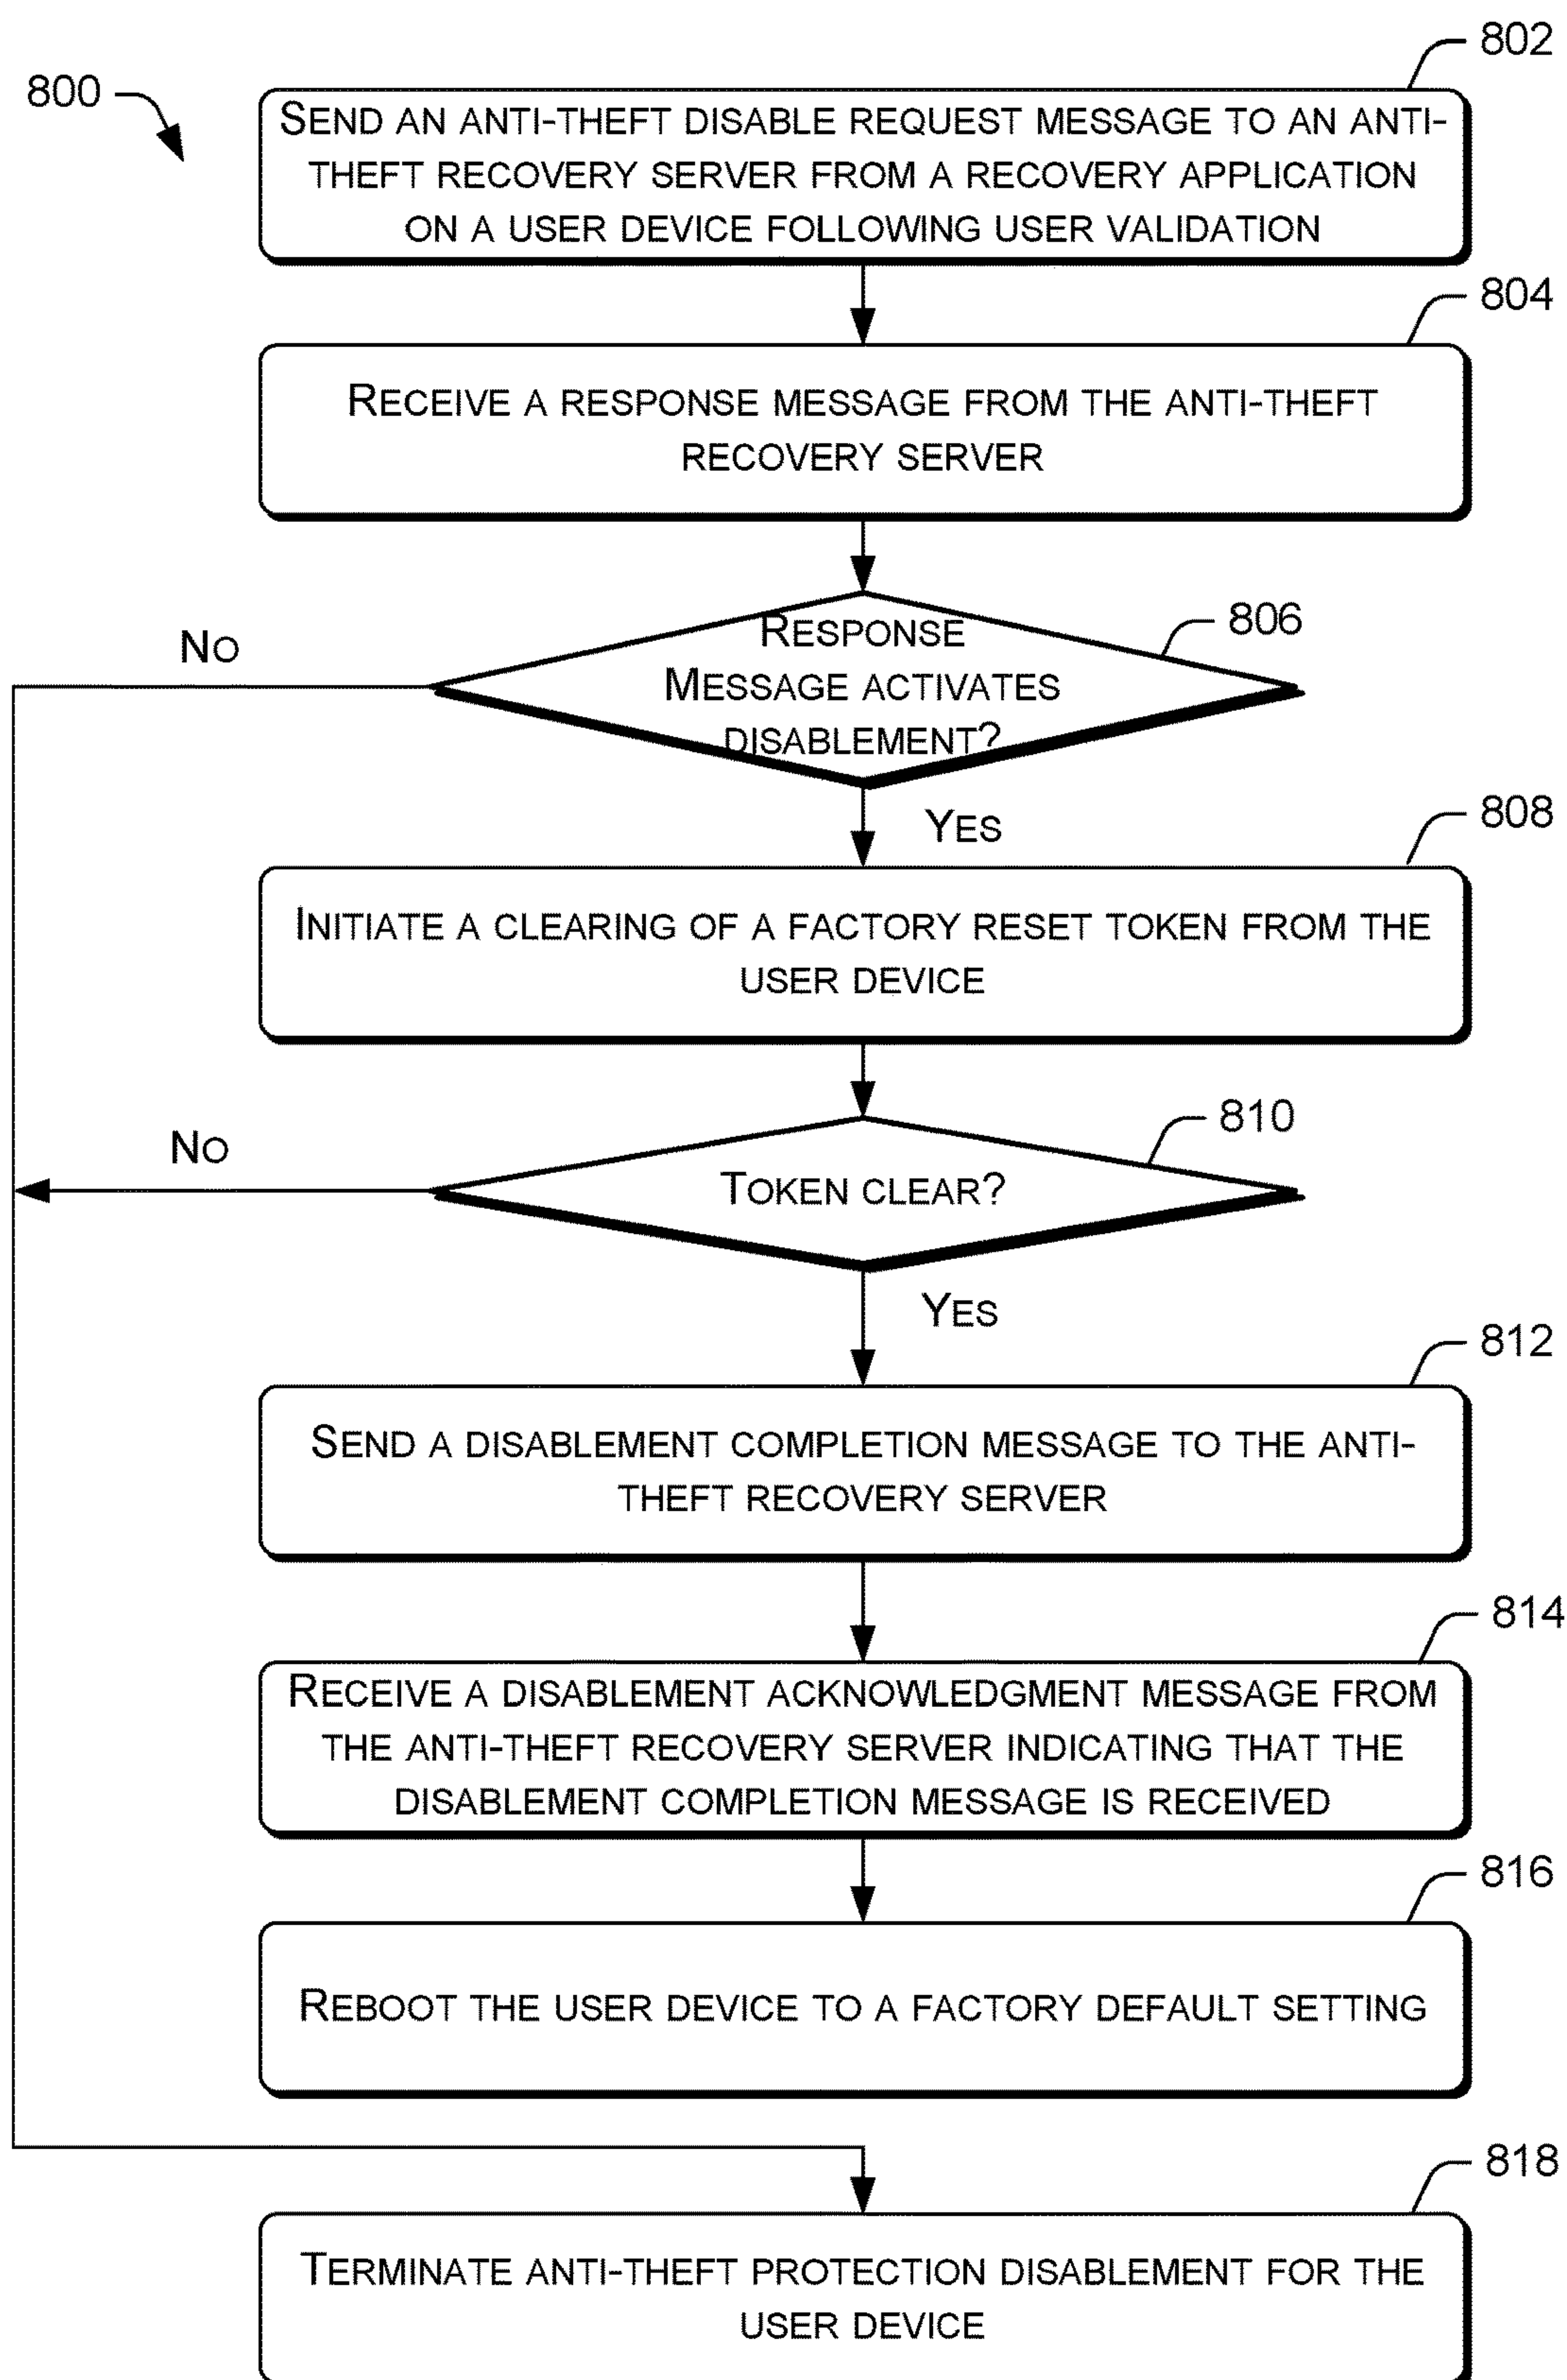 800
802
SEND AN ANTI-THEFT DISABLE REQUEST MESSAGE TO AN ANTI-
THEFT RECOVERY SERVER FROM A RECOVERY APPLICATION
ON A USER DEVICE FOLLOWING USER VALIDATION
804
RECEIVE A RESPONSE MESSAGE FROM THE ANTI-THEFT
RECOVERY SERVER
806
RESPONSE
MESSAGE ACTIVATES
DISABLEMENT?
NO
YES
808
INITIATE A CLEARING OF A FACTORY RESET TOKEN FROM THE
USER DEVICE
810
TOKEN CLEAR?
NO
YES
812
SEND A DISABLEMENT COMPLETION MESSAGE TO THE ANTI-
THEFT RECOVERY SERVER
814
RECEIVE A DISABLEMENT ACKNOWLEDGMENT MESSAGE FROM
THE ANTI-THEFT RECOVERY SERVER INDICATING THAT THE
DISABLEMENT COMPLETION MESSAGE IS RECEIVED
816
REBOOT THE USER DEVICE TO A FACTORY DEFAULT SETTING
818
TERMINATE ANTI-THEFT PROTECTION DISABLEMENT FOR THE
USER DEVICE